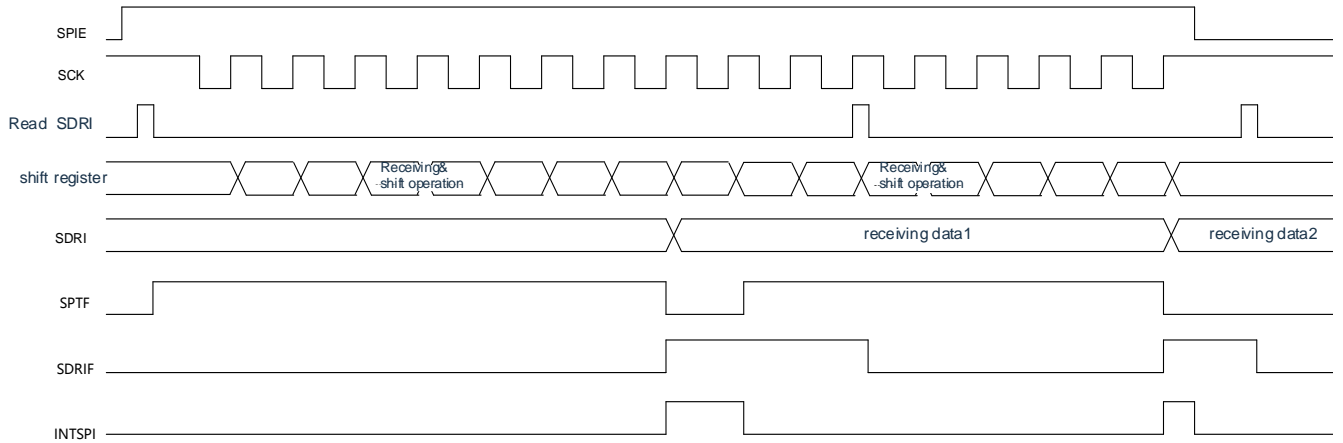 SPIE
SCK
Read SDRI
shift register
Receiving&
shift operation
Receiving&
shift operation
SDRI
receiving data1
receiving data2
SPTF
SDRIF
INTSPI